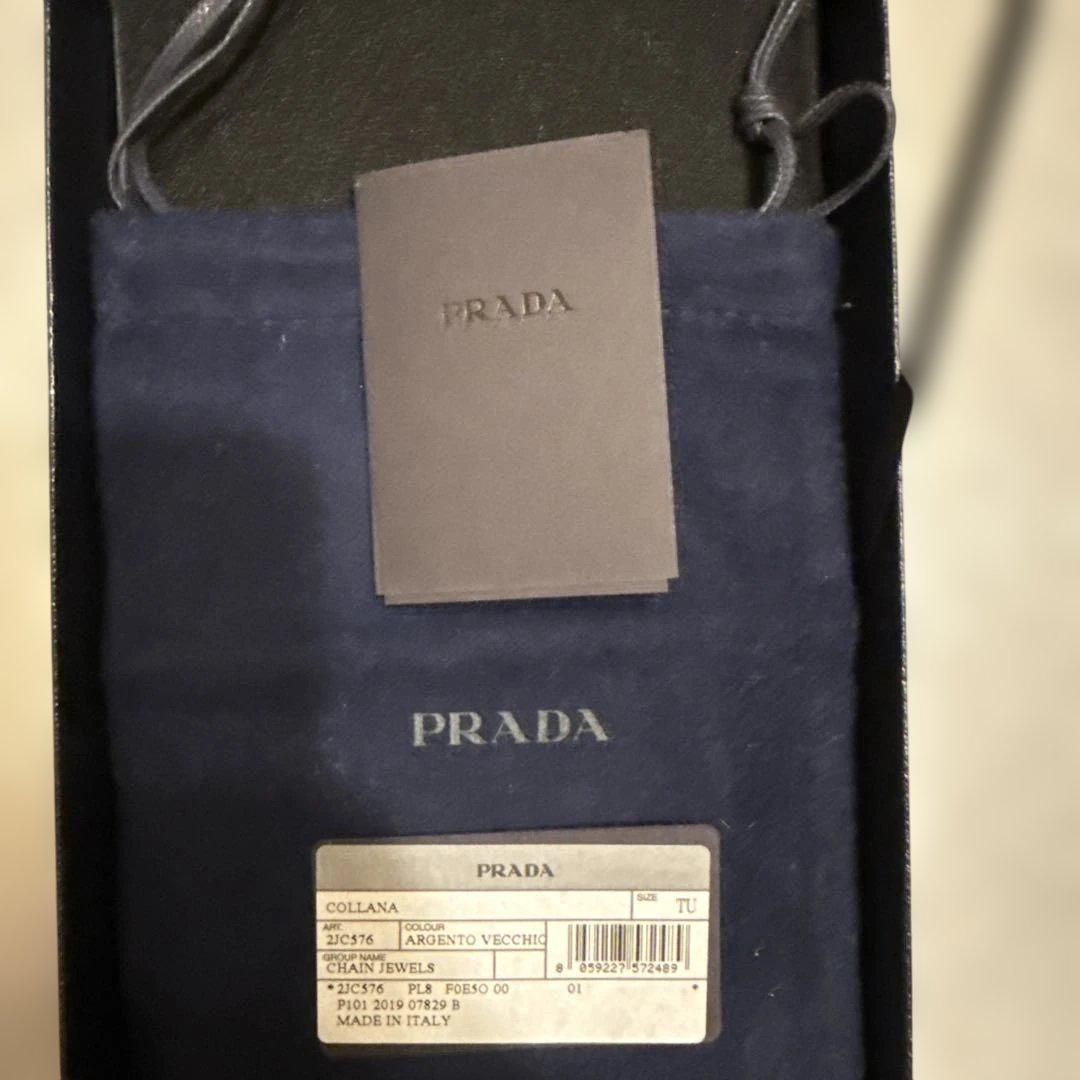 PRADA
PRADA
PRADA
COLLANA
SIZE TU
ART. COLOUR
2JC576 ARGENTO VECCHIO
GROUP NAME
CHAIN JEWELS
8 059227 572489
*2JC576 PL8 F0E5O 00 01 *
P101 2019 07829 B
MADE IN ITALY